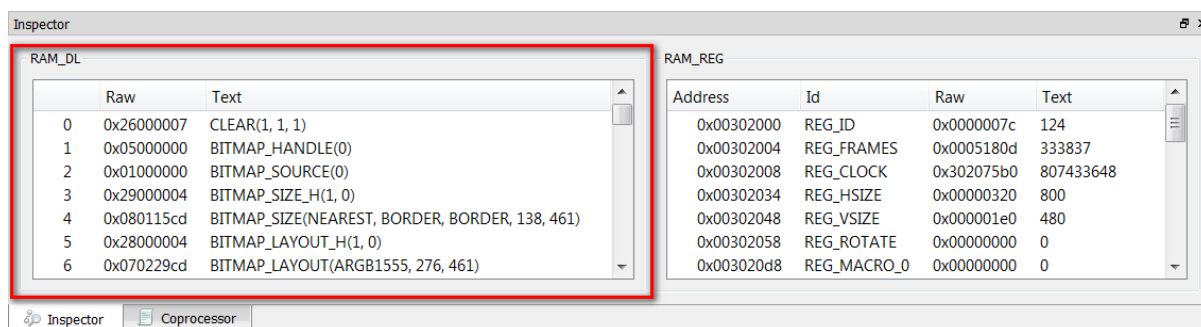 Inspector
RAM_DL
Raw Text
0 0x26000007 CLEAR(1, 1, 1)
1 0x05000000 BITMAP_HANDLE(0)
2 0x01000000 BITMAP_SOURCE(0)
3 0x29000004 BITMAP_SIZE_H(1, 0)
4 0x080115cd BITMAP_SIZE(NEAREST, BORDER, BORDER, 138, 461)
5 0x28000004 BITMAP_LAYOUT_H(1, 0)
6 0x070229cd BITMAP_LAYOUT(ARGB1555, 276, 461)
RAM_REG
Address Id Raw Text
0x00302000 REG_ID 0x0000007c 124
0x00302004 REG_FRAMES 0x0005180d 333837
0x00302008 REG_CLOCK 0x302075b0 807433648
0x00302034 REG_HSIZE 0x00000320 800
0x00302048 REG_VSIZE 0x000001e0 480
0x00302058 REG_ROTATE 0x00000000 0
0x003020d8 REG_MACRO_0 0x00000000 0
Inspector Coprocessor